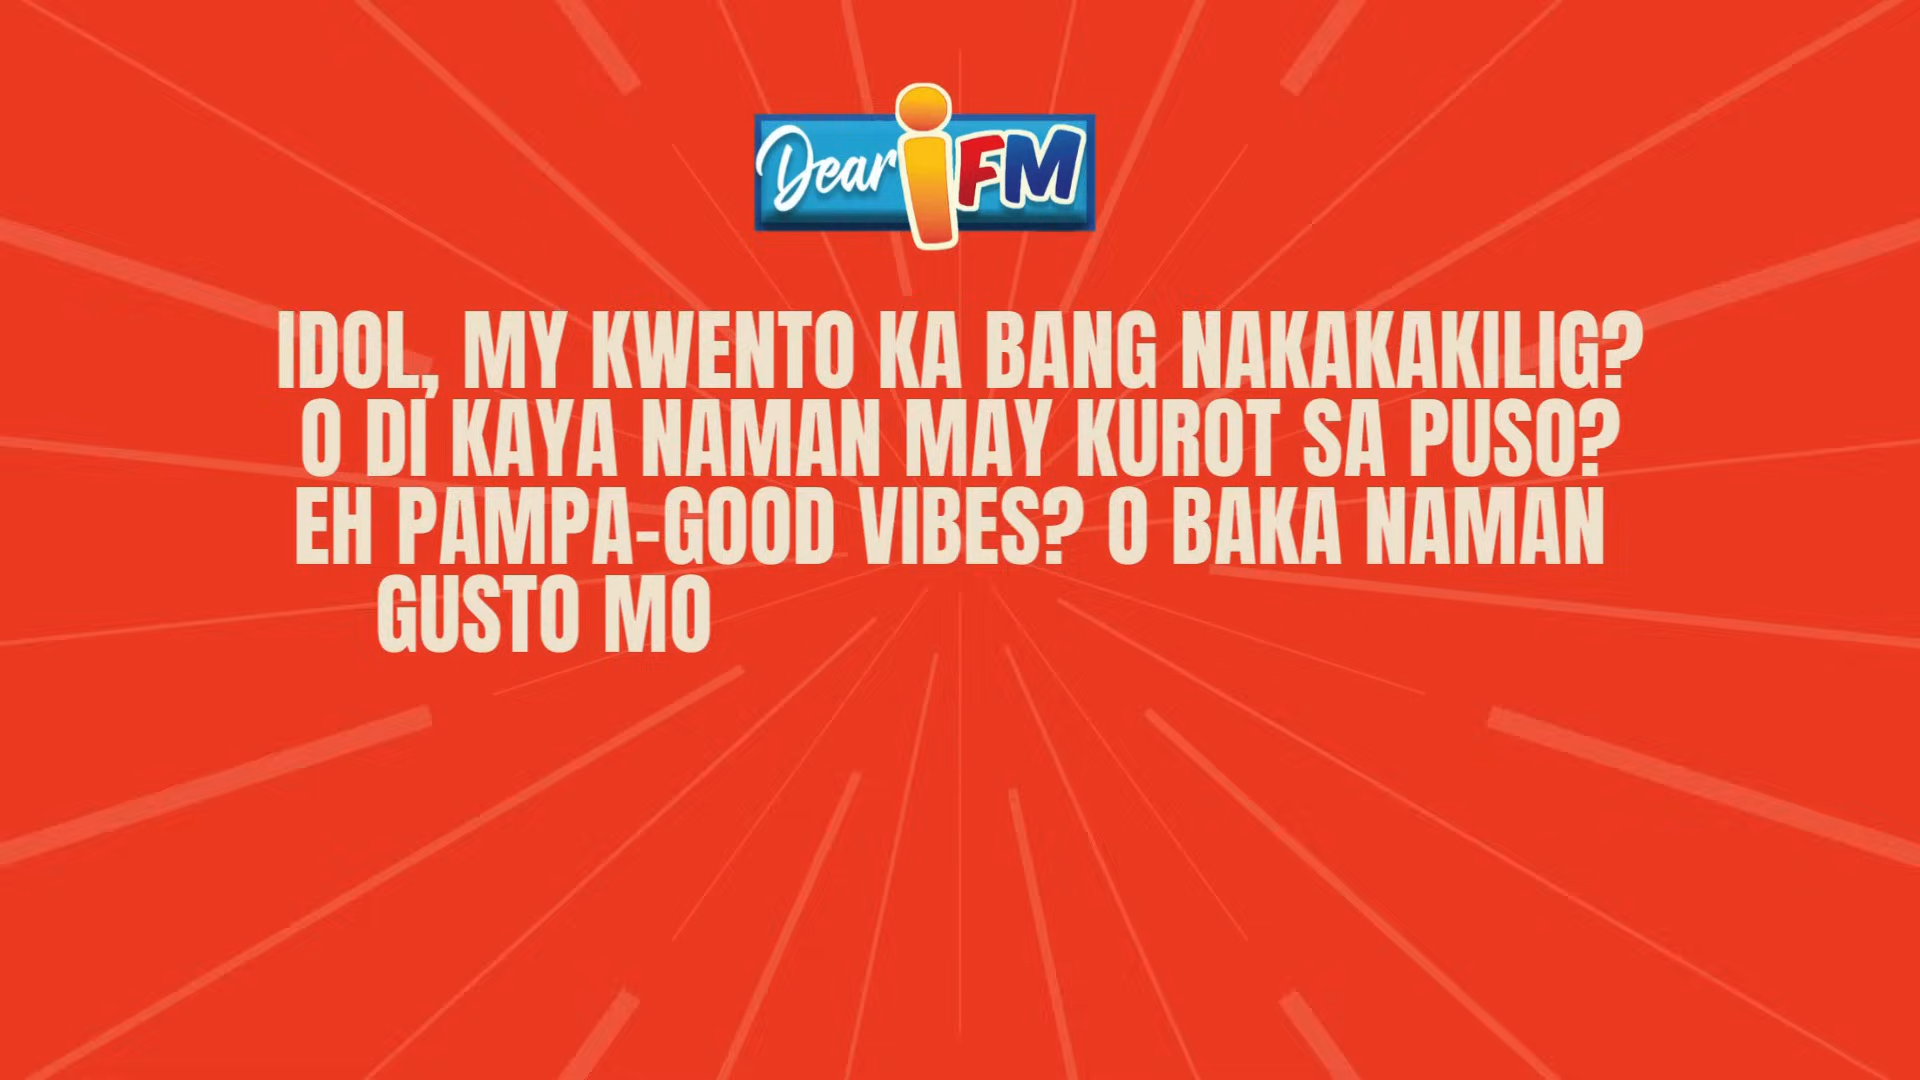 Dear iFM
IDOL, MY KWENTO KA BANG NAKAKAKILIG?
O DI KAYA NAMAN MAY KUROT SA PUSO?
EH PAMPA-GOOD VIBES? O BAKA NAMAN
GUSTO MO